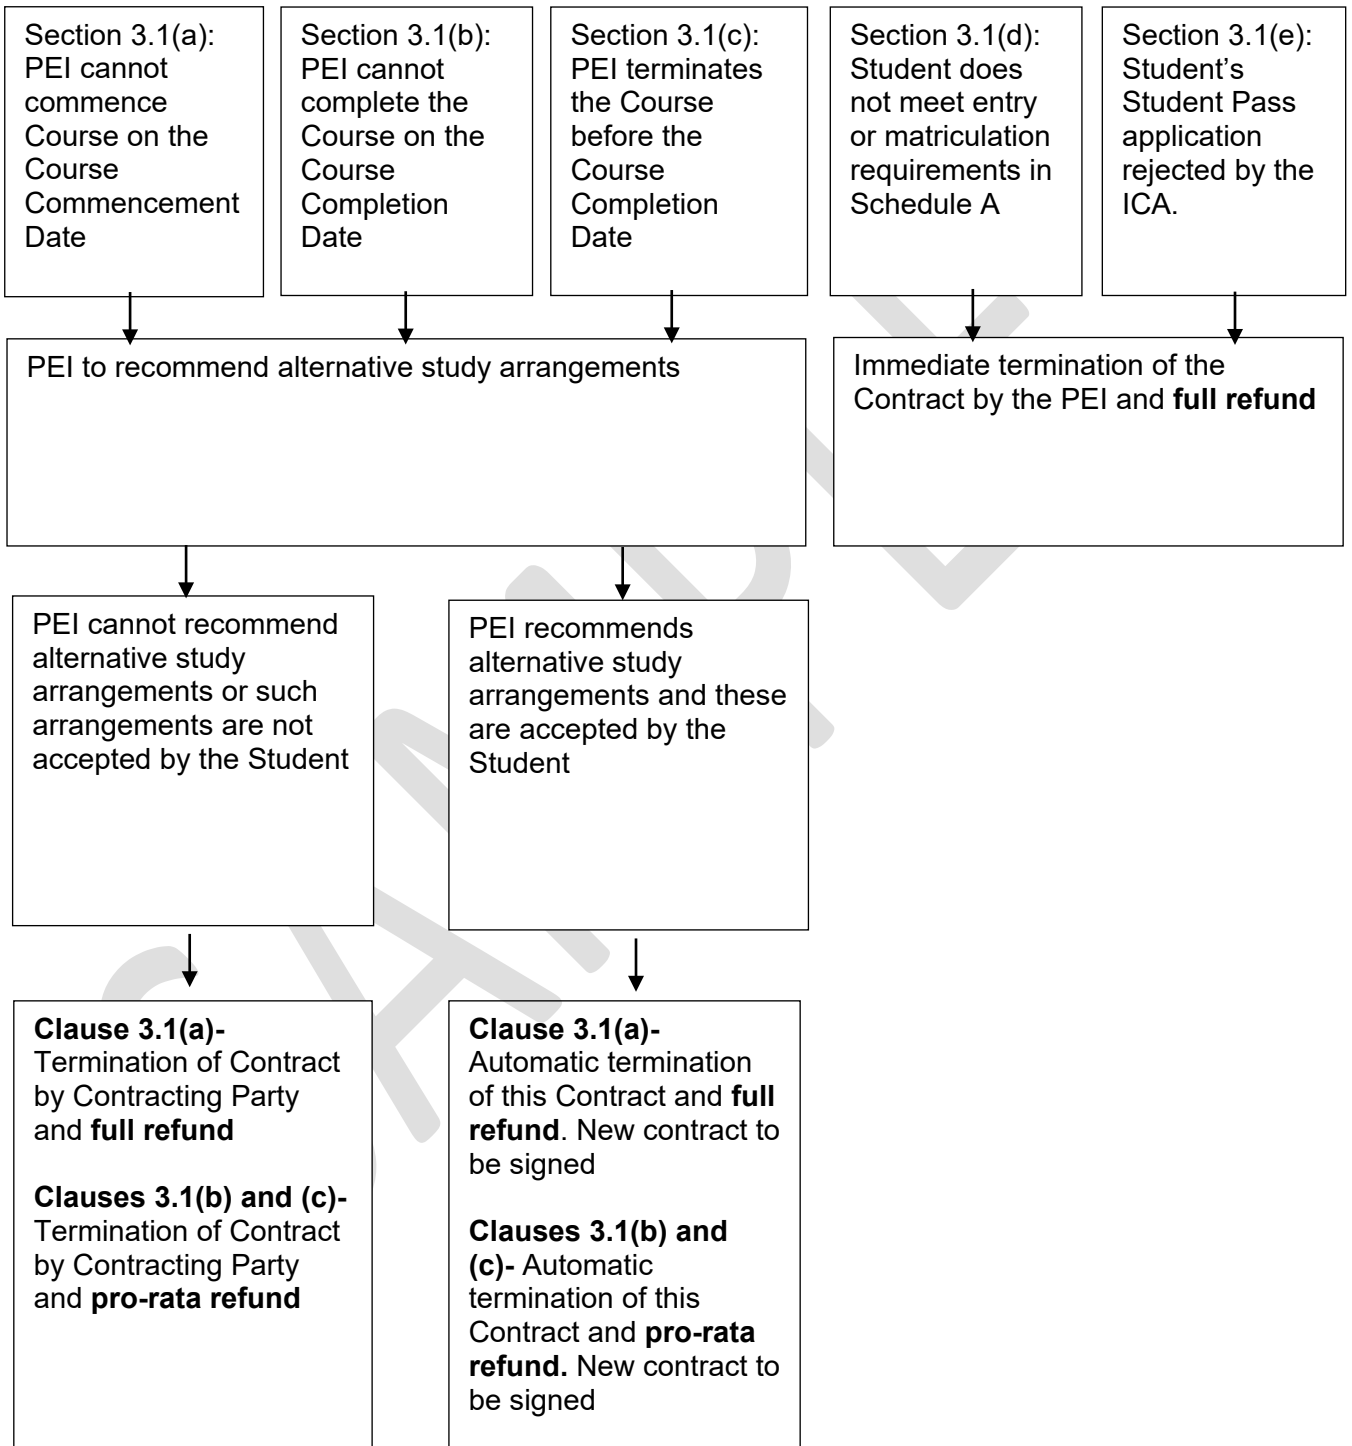 Section 3.1(a):
PEI cannot
commence
Course on the
Course
Commencement
Date
Section 3.1(b):
PEI cannot
complete the
Course on the
Course
Completion
Date
Section 3.1(c):
PEI terminates
the Course
before the
Course
Completion
Date
Section 3.1(d):
Student does
not meet entry
or matriculation
requirements in
Schedule A
Section 3.1(e):
Student’s
Student Pass
application
rejected by the
ICA.
PEI to recommend alternative study arrangements
Immediate termination of the
Contract by the PEI and full refund
PEI cannot recommend
alternative study
arrangements or such
arrangements are not
accepted by the Student
PEI recommends
alternative study
arrangements and these
are accepted by the
Student
Clause 3.1(a)-
Termination of Contract
by Contracting Party
and full refund
Clauses 3.1(b) and (c)-
Termination of Contract
by Contracting Party
and pro-rata refund
Clause 3.1(a)-
Automatic termination
of this Contract and full
refund. New contract to
be signed
Clauses 3.1(b) and
(c)- Automatic
termination of this
Contract and pro-rata
refund. New contract to
be signed
SAMPLE